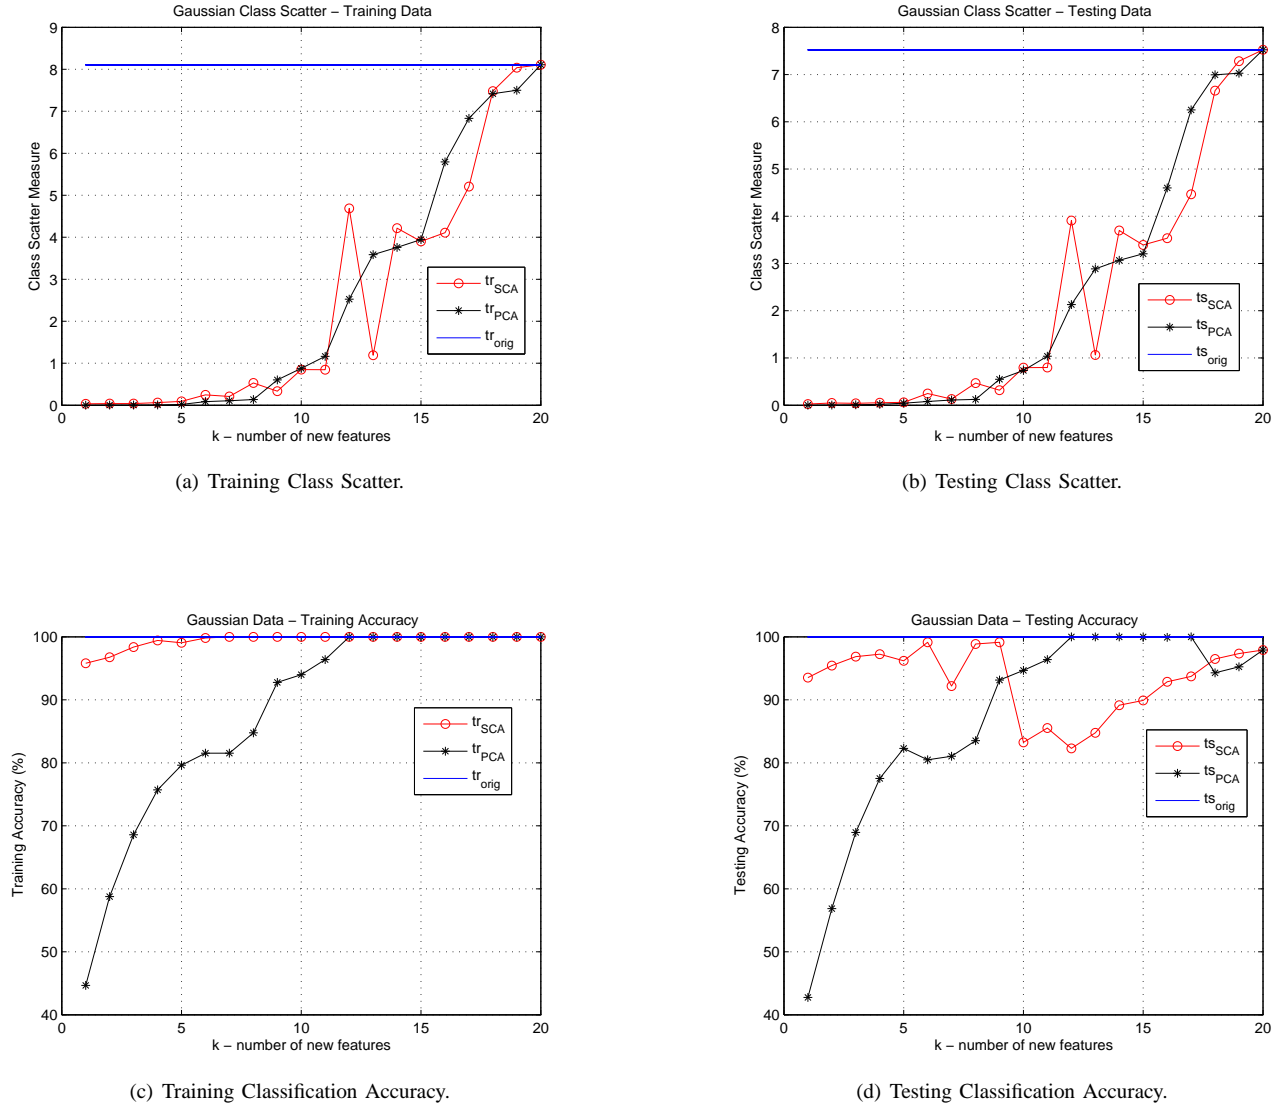 Gaussian Class Scatter − Training Data
9
8
7
6
5
4
3
2
1
0
Class Scatter Measure
tr_SCA
tr_PCA
tr_orig
0 5 10 15 20
k − number of new features
(a) Training Class Scatter.
Gaussian Class Scatter − Testing Data
8
7
6
5
4
3
2
1
0
Class Scatter Measure
ts_SCA
ts_PCA
ts_orig
0 5 10 15 20
k − number of new features
(b) Testing Class Scatter.
Gaussian Data − Training Accuracy
100
90
80
70
60
50
40
Training Accuracy (%)
tr_SCA
tr_PCA
tr_orig
0 5 10 15 20
k − number of new features
(c) Training Classification Accuracy.
Gaussian Data − Testing Accuracy
100
90
80
70
60
50
40
Testing Accuracy (%)
ts_SCA
ts_PCA
ts_orig
0 5 10 15 20
k − number of new features
(d) Testing Classification Accuracy.